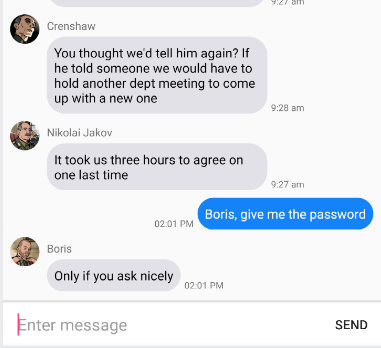 9:27 am
Crenshaw
You thought we'd tell him again? If
he told someone we would have to
hold another dept meeting to come
up with a new one
9:28 am
Nikolai Jakov
It took us three hours to agree on
one last time
9:27 am
Boris, give me the password
02:01 PM
Boris
Only if you ask nicely
02:01 PM
Enter message
SEND